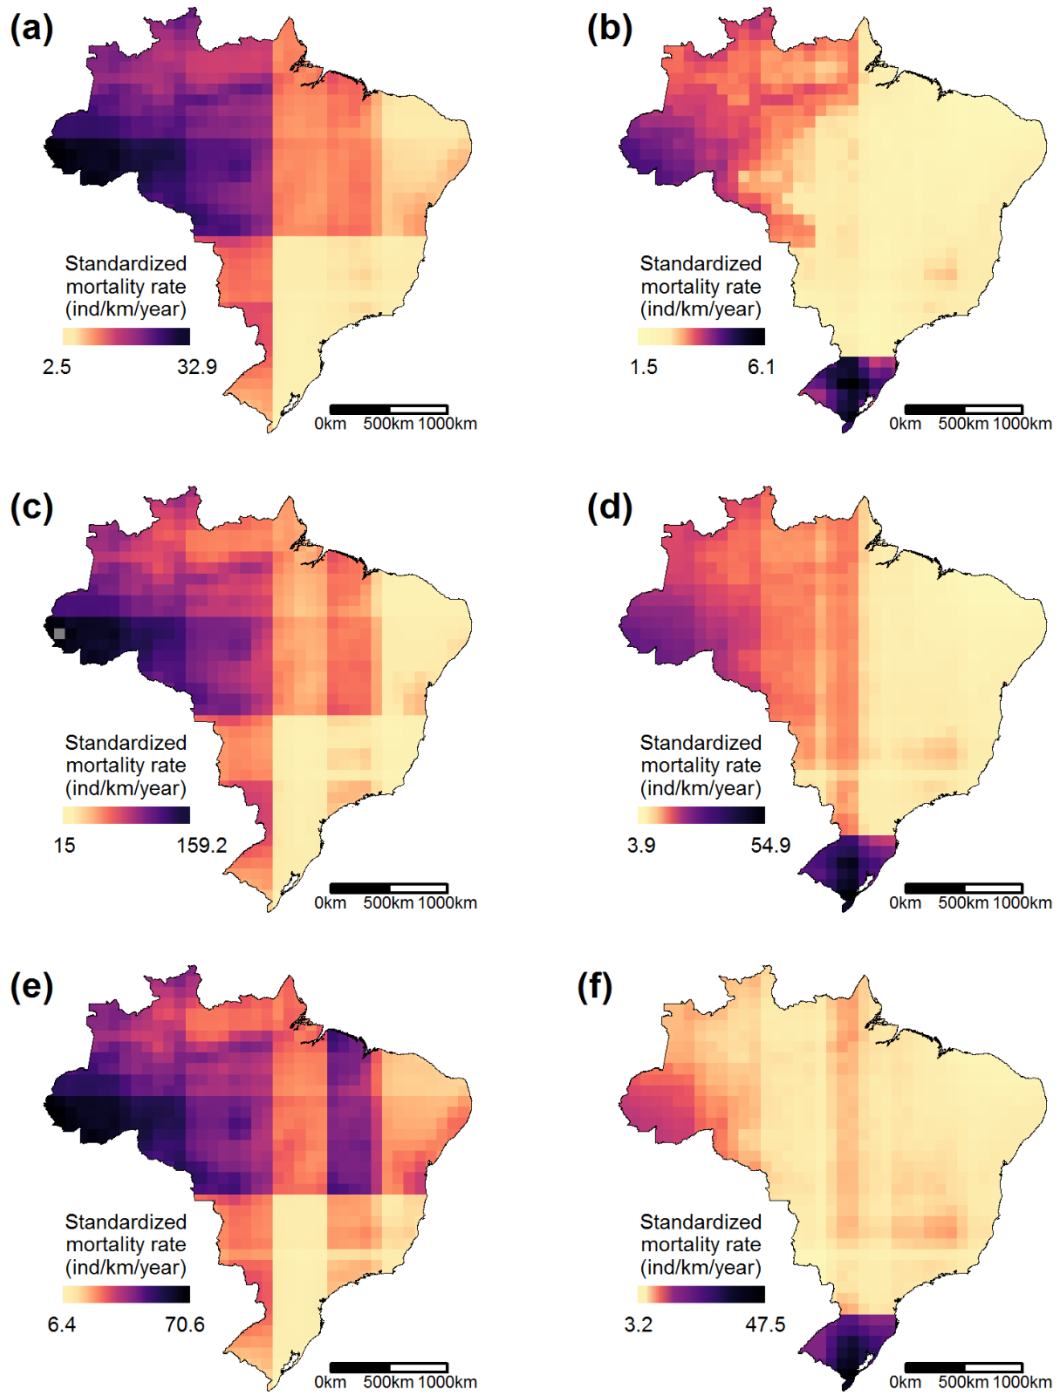 (a)
Standardized
mortality rate
(ind/km/year)
2.5 32.9
0km 500km 1000km
(b)
Standardized
mortality rate
(ind/km/year)
1.5 6.1
0km 500km 1000km
(c)
Standardized
mortality rate
(ind/km/year)
15 159.2
0km 500km 1000km
(d)
Standardized
mortality rate
(ind/km/year)
3.9 54.9
0km 500km 1000km
(e)
Standardized
mortality rate
(ind/km/year)
6.4 70.6
0km 500km 1000km
(f)
Standardized
mortality rate
(ind/km/year)
3.2 47.5
0km 500km 1000km